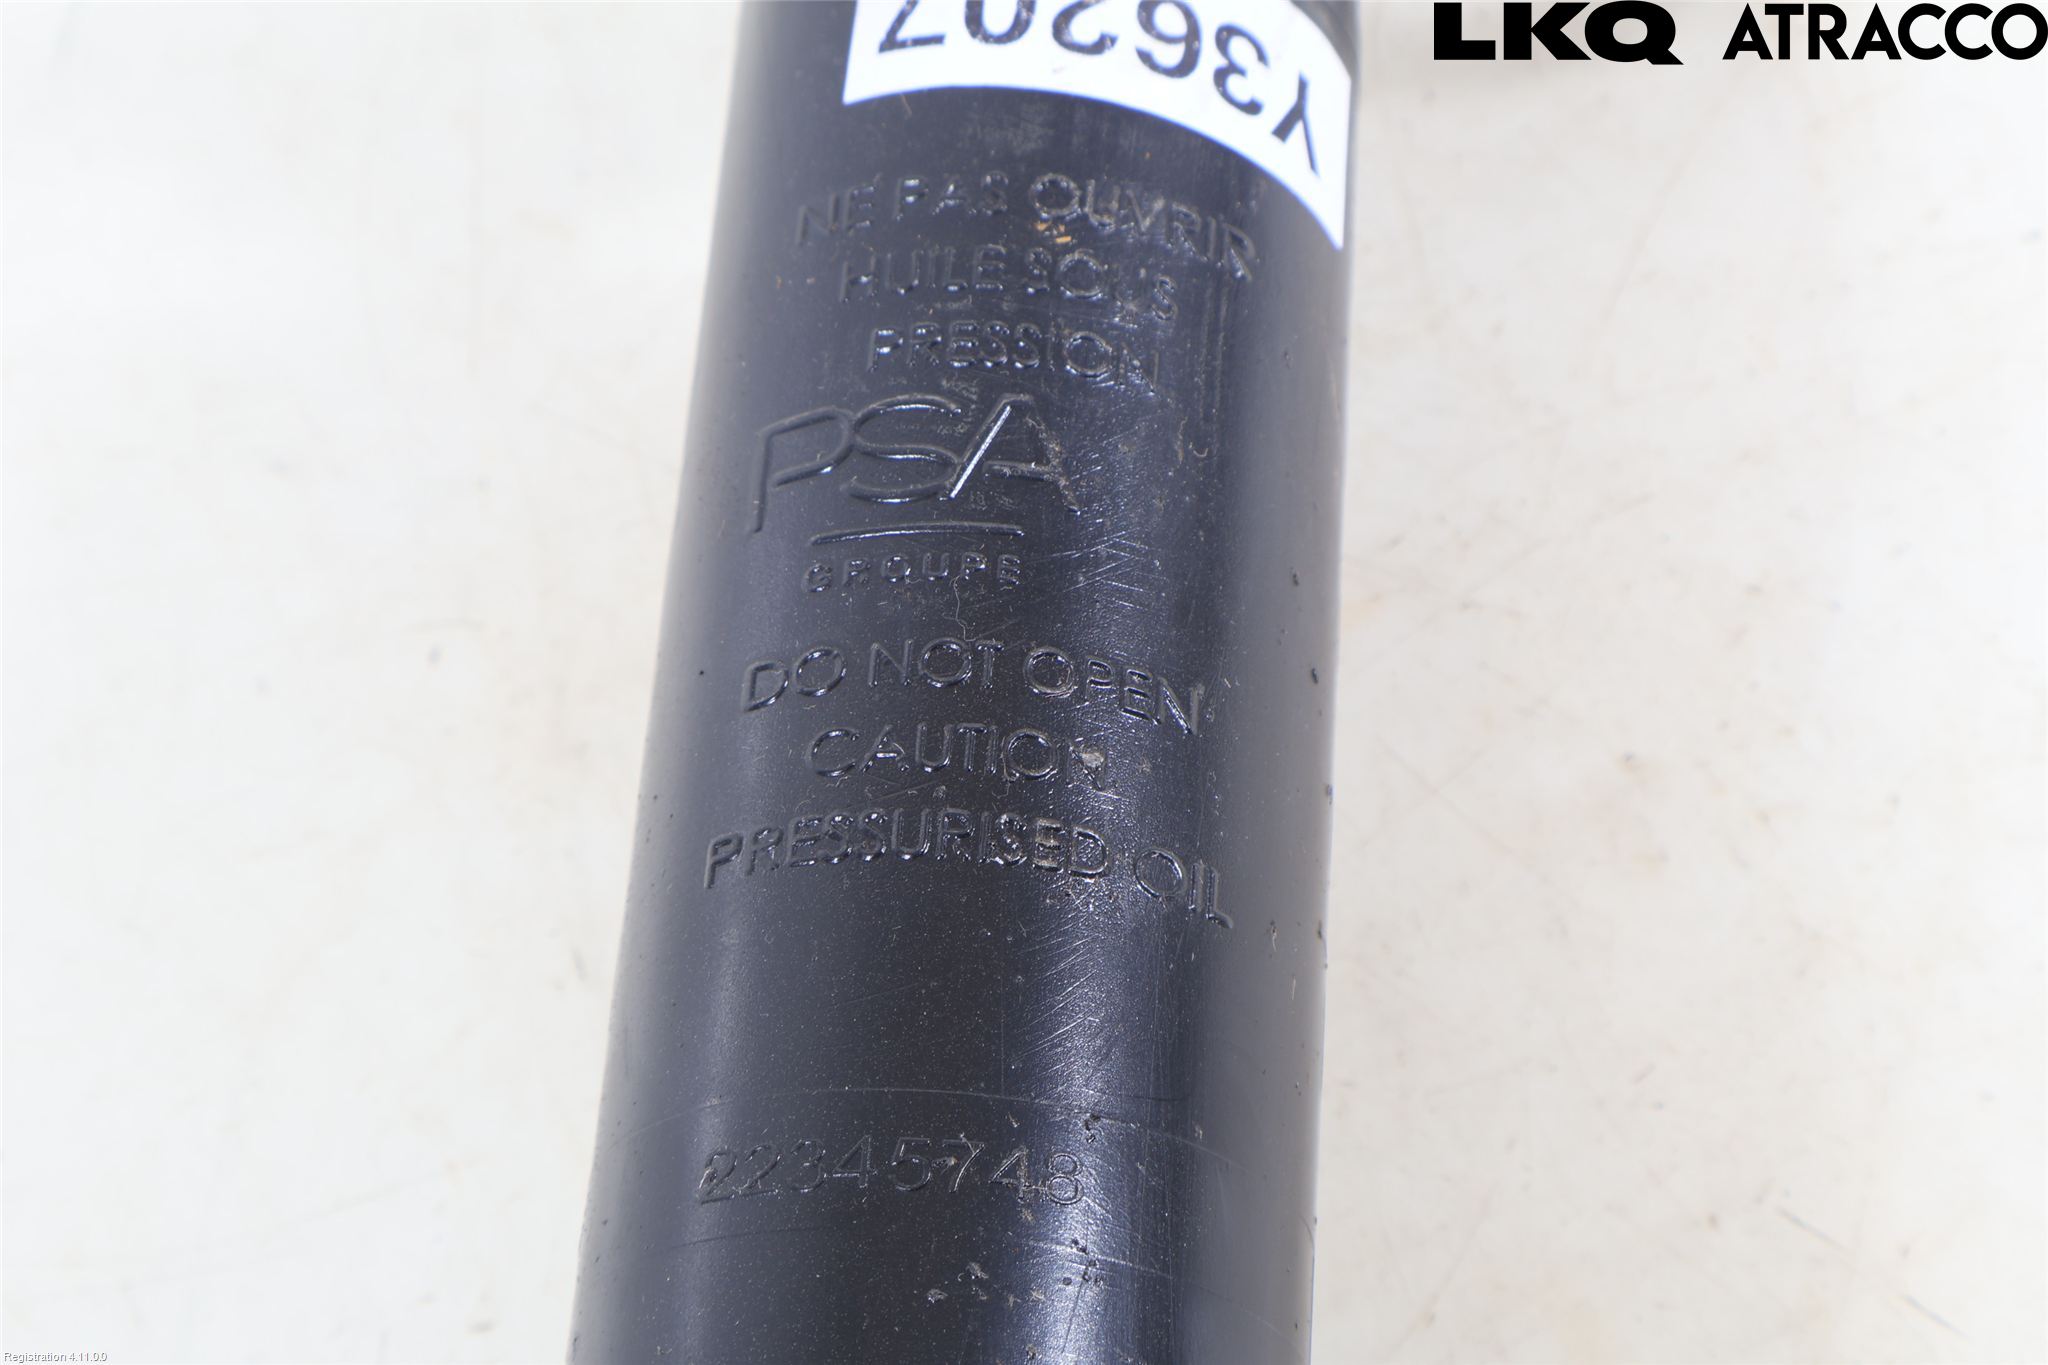 LKQ ATRACCO
Y36207
NE PAS OUVRIR
HUILE SOUS
PRESSION
PSA
GROUPE
DO NOT OPEN
CAUTION
PRESSURISED OIL
22345748
Registration 4.11.0.0